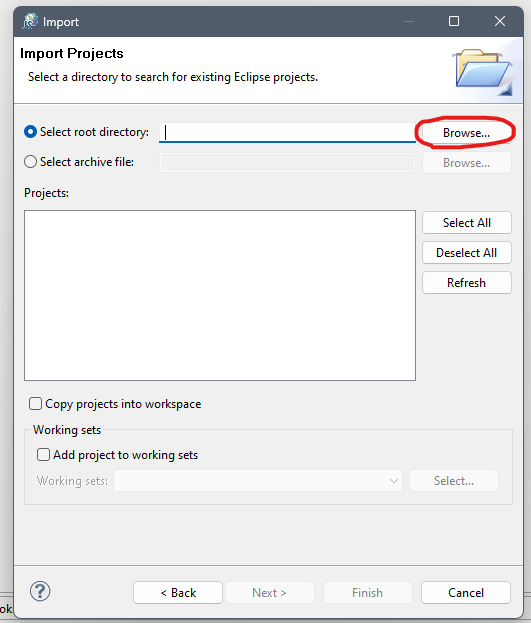 Import
Import Projects
Select a directory to search for existing Eclipse projects.
Select root directory:
Browse...
Select archive file:
Browse...
Projects:
Select All
Deselect All
Refresh
Copy projects into workspace
Working sets
Add project to working sets
Working sets:
Select...
?
< Back
Next >
Finish
Cancel
ok